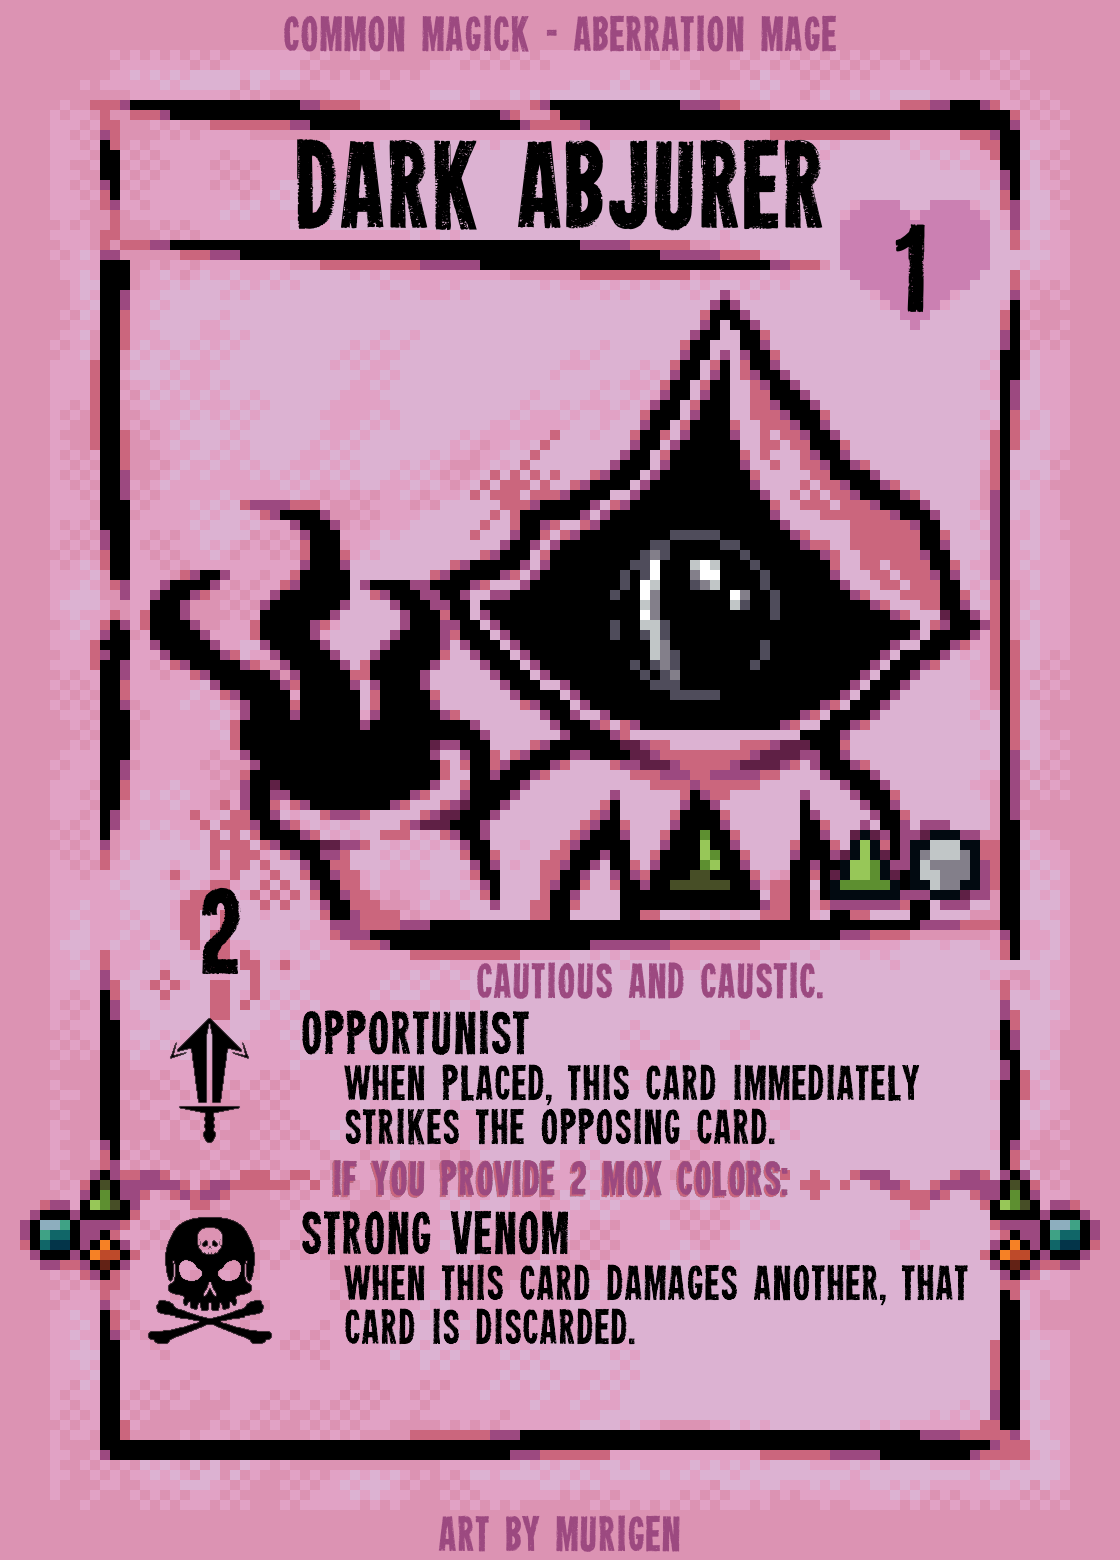 COMMON MAGICK - ABERRATION MAGE
DARK ABJURER
1
2
CAUTIOUS AND CAUSTIC.
OPPORTUNIST
WHEN PLACED, THIS CARD IMMEDIATELY
STRIKES THE OPPOSING CARD.
IF YOU PROVIDE 2 MOX COLORS:
STRONG VENOM
WHEN THIS CARD DAMAGES ANOTHER, THAT
CARD IS DISCARDED.
ART BY MURIGEN